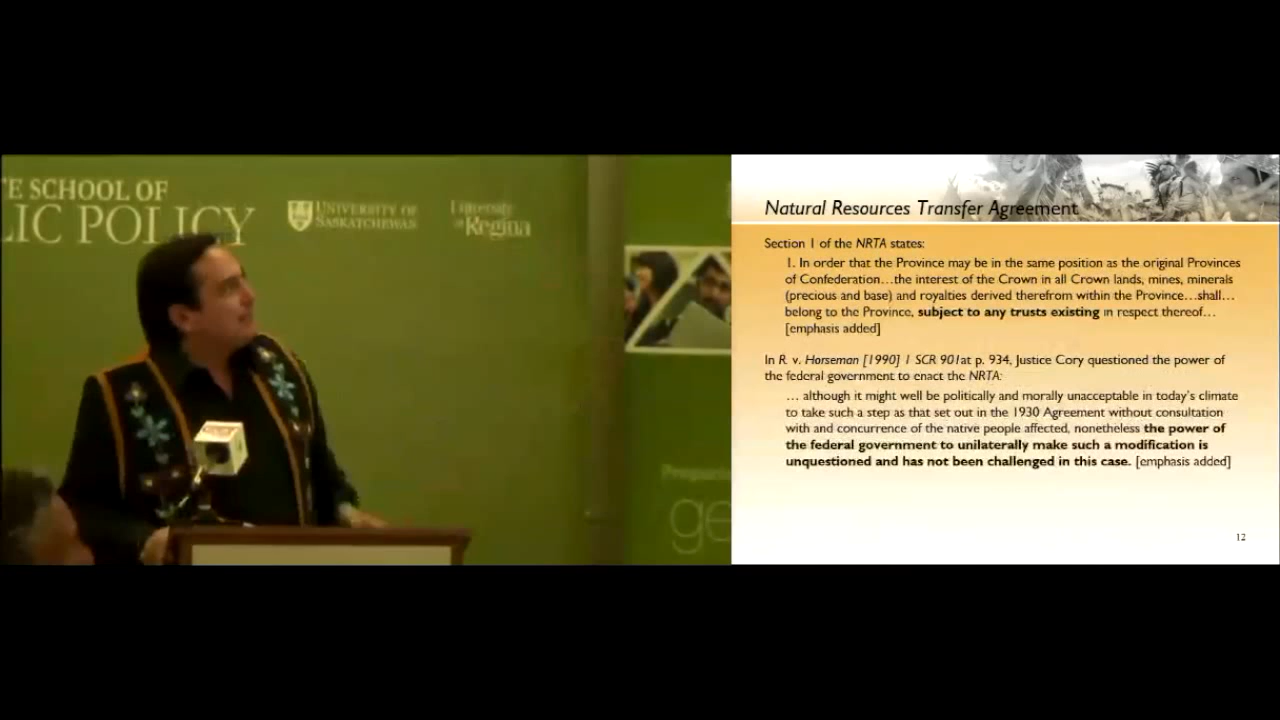 TE SCHOOL OF
LIC POLICY
UNIVERSITY OF
SASKATCHEWAN
University
of Regina
ge
Natural Resources Transfer Agreement
Section 1 of the NRTA states:
1. In order that the Province may be in the same position as the original Provinces
of Confederation…the interest of the Crown in all Crown lands, mines, minerals
(precious and base) and royalties derived therefrom within the Province…shall…
belong to the Province, subject to any trusts existing in respect thereof…
[emphasis added]
In R. v. Horseman [1990] 1 SCR 901at p. 934, Justice Cory questioned the power of
the federal government to enact the NRTA:
… although it might well be politically and morally unacceptable in today's climate
to take such a step as that set out in the 1930 Agreement without consultation
with and concurrence of the native people affected, nonetheless the power of
the federal government to unilaterally make such a modification is
unquestioned and has not been challenged in this case. [emphasis added]
12